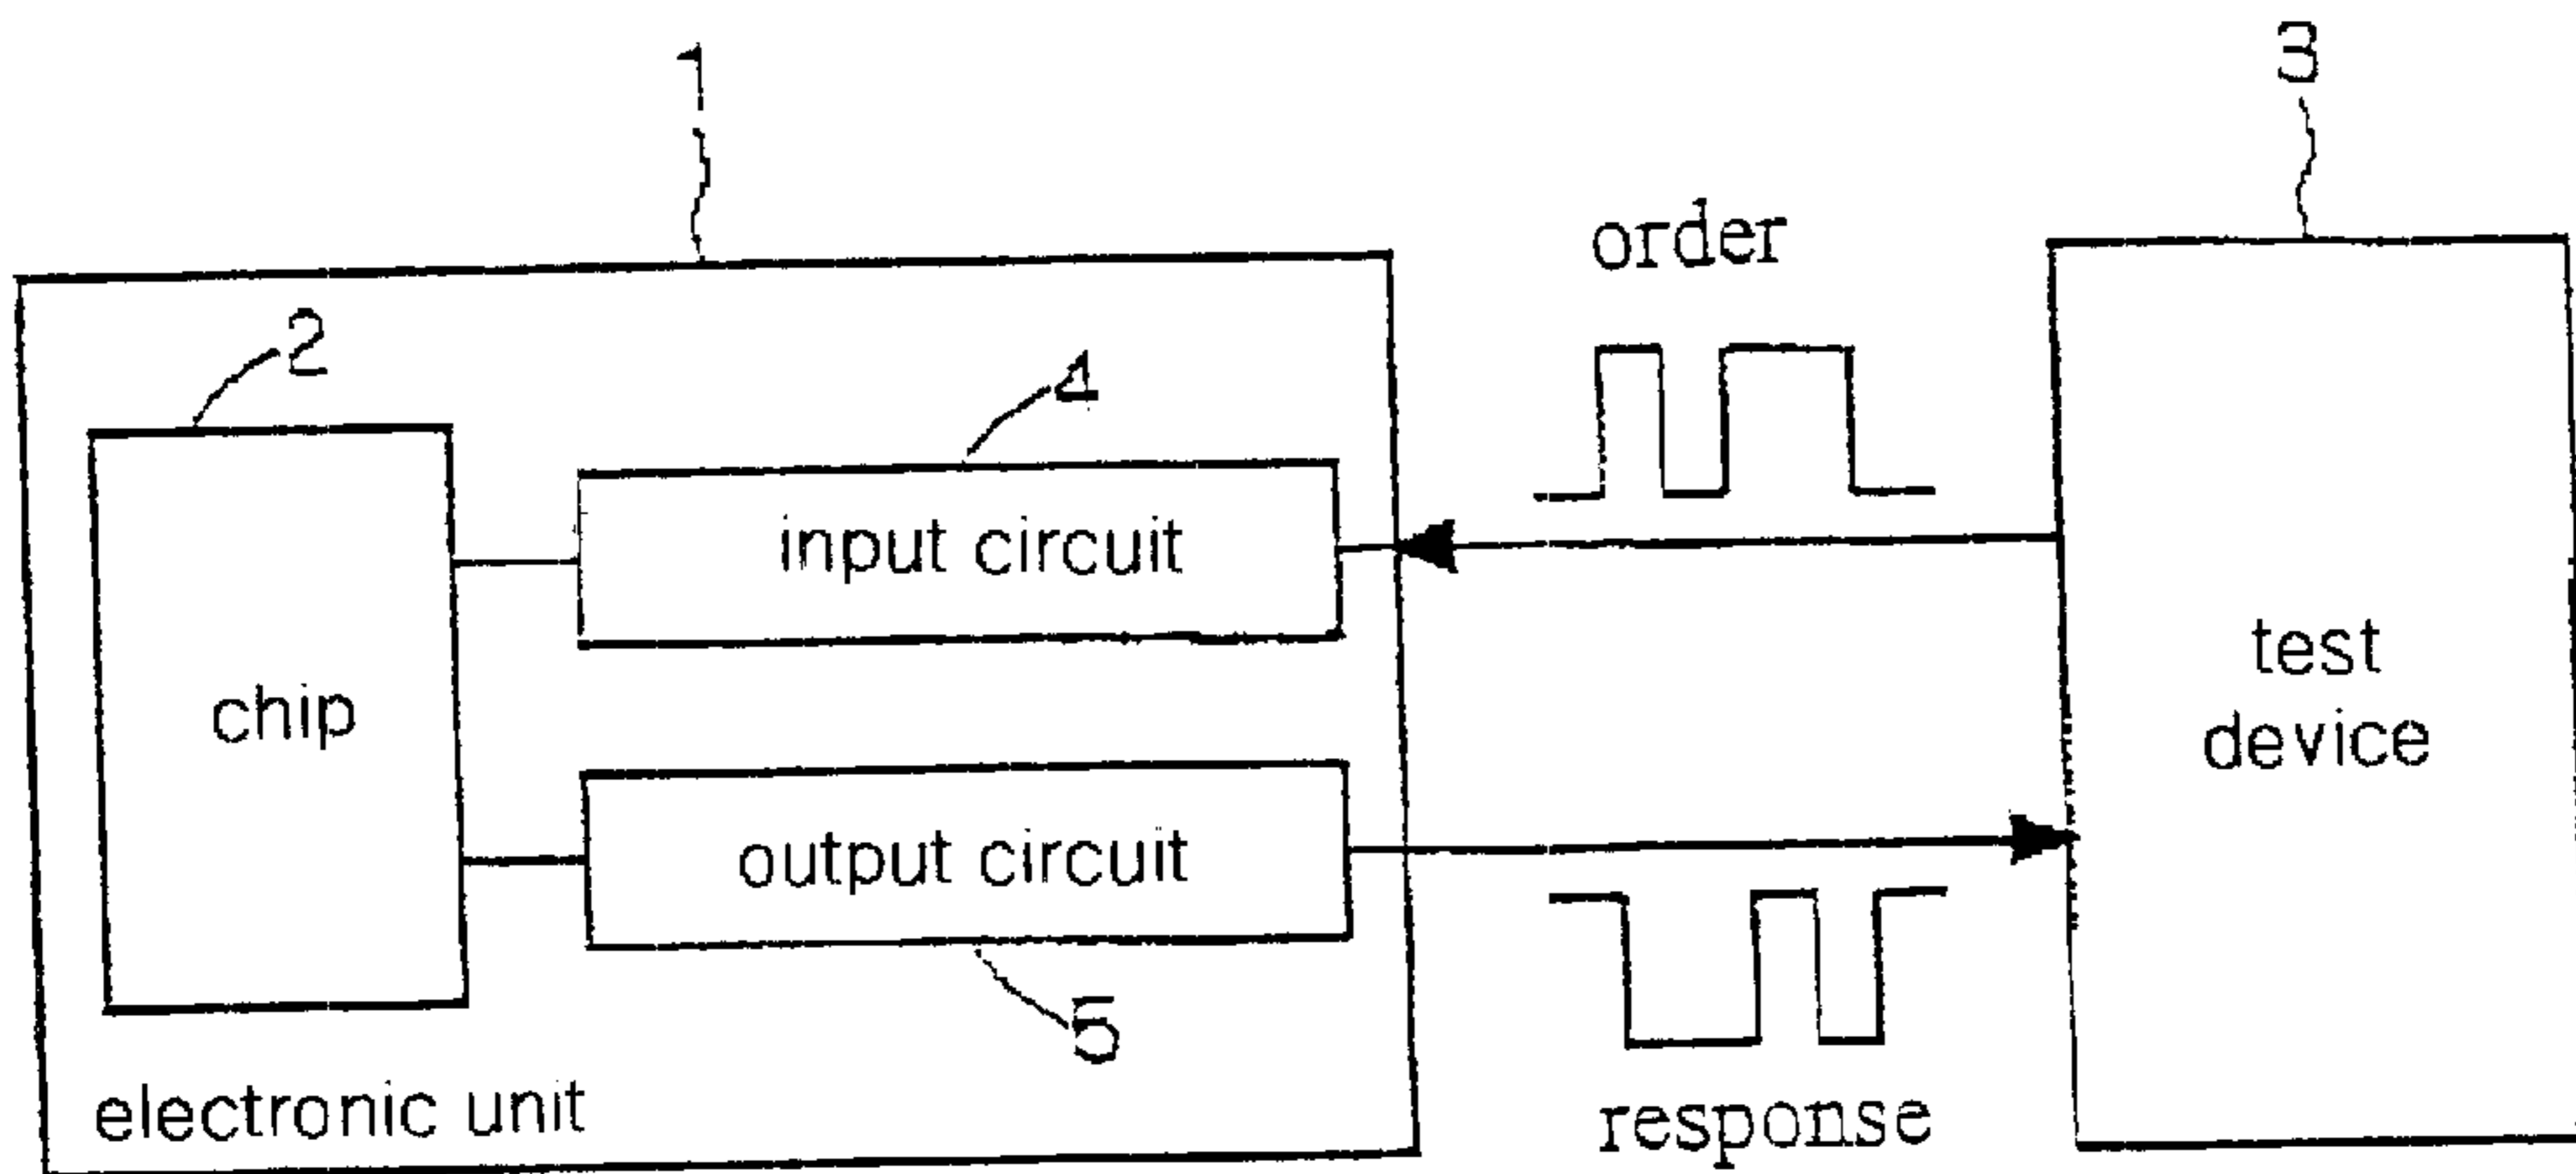 1
3
order
2
4
input circuit
chip
test
device
output circuit
5
electronic unit
response